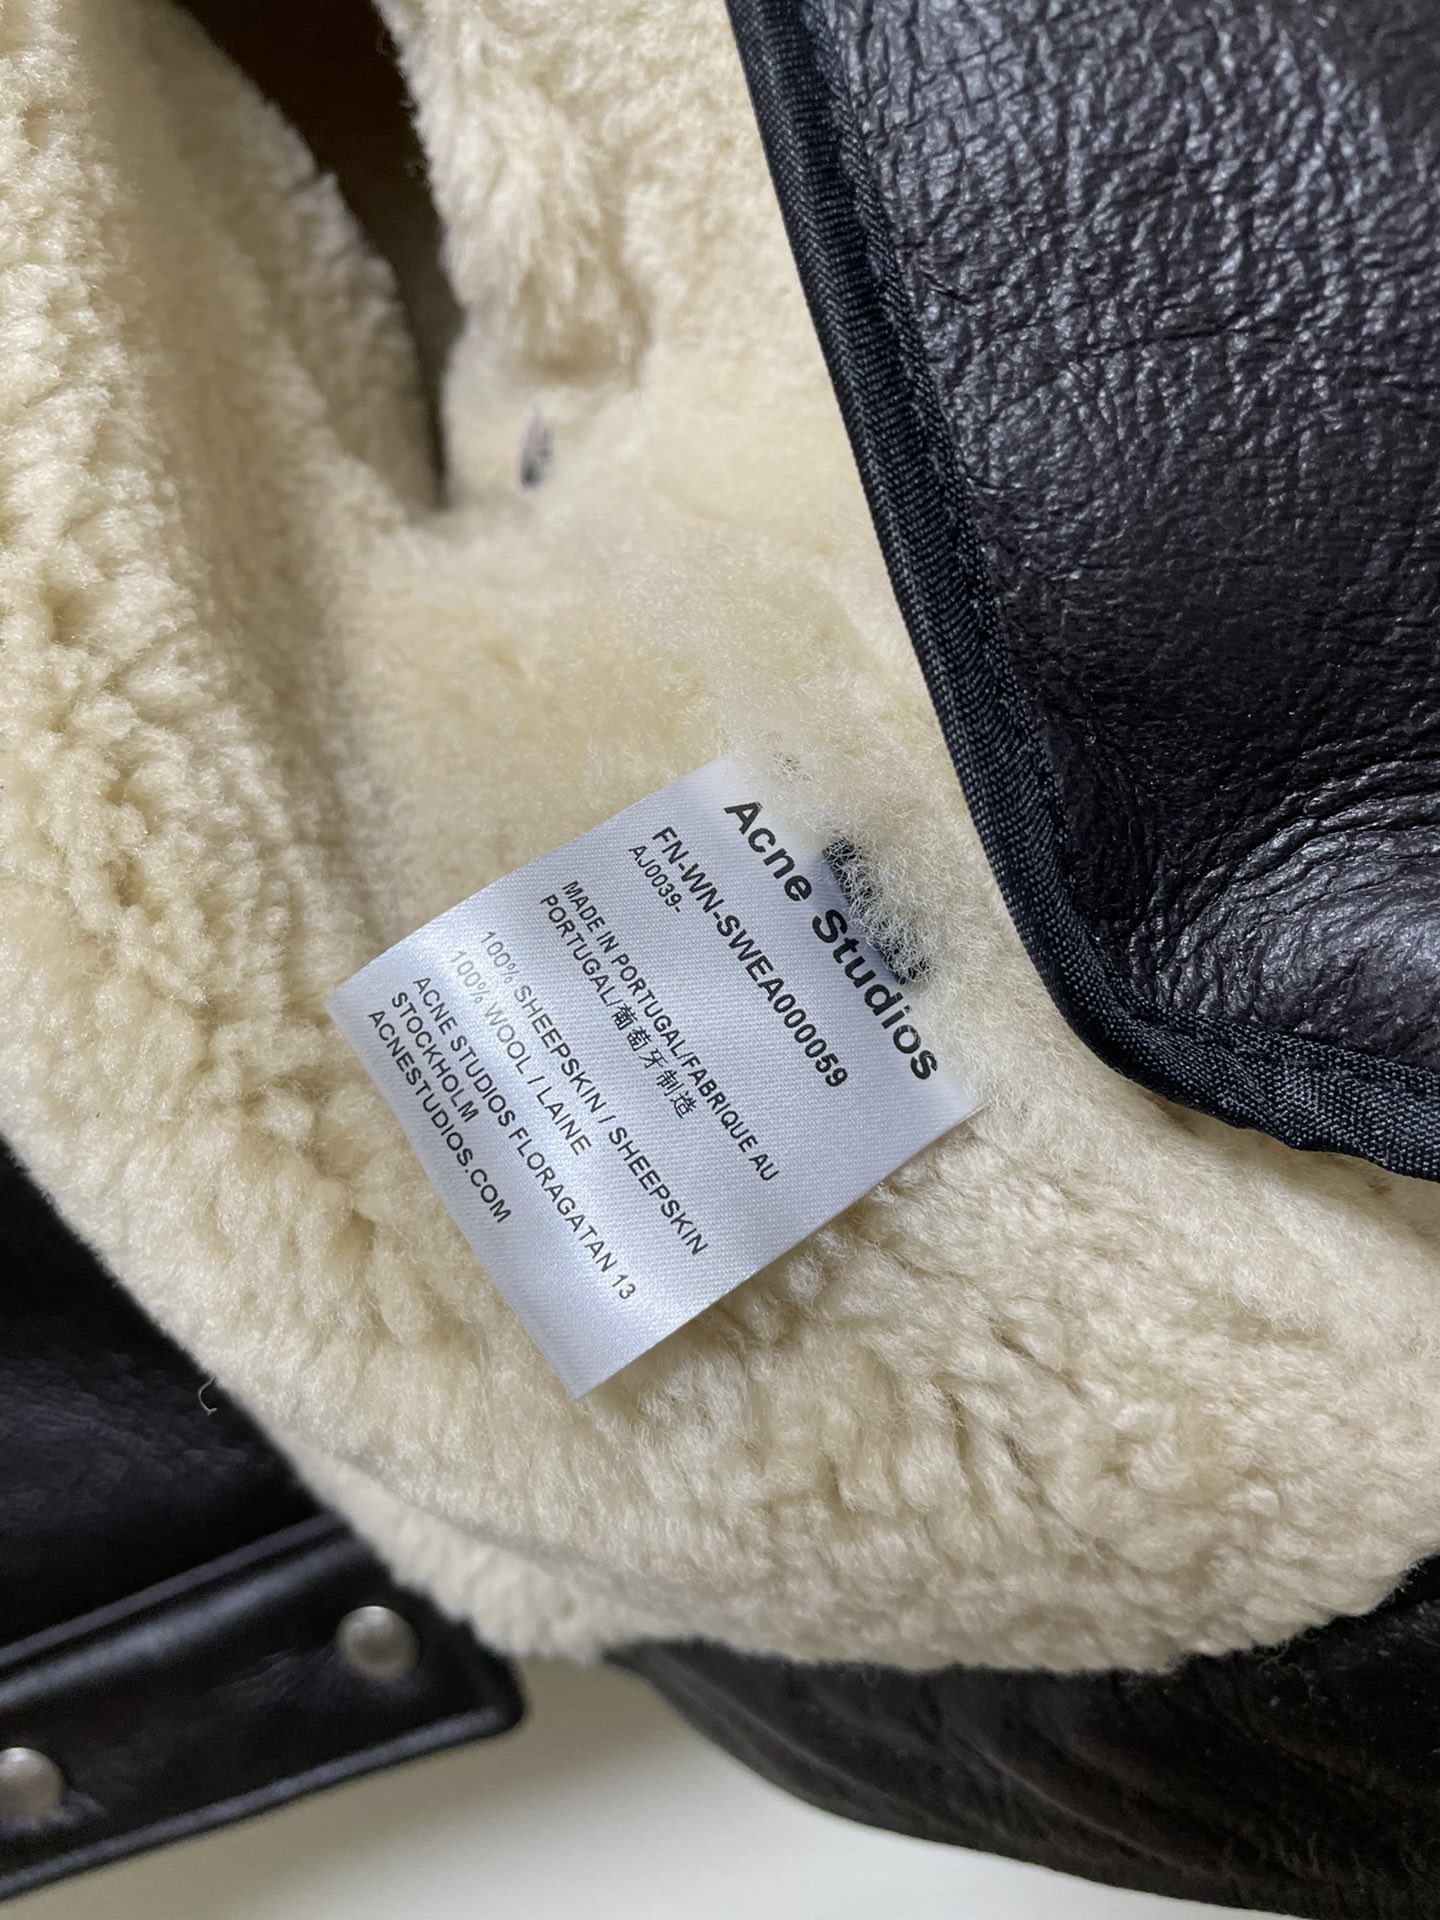 Acne Studios
FN-WN-SWEA000059
AJ0039-
MADE IN PORTUGAL/FABRIQUE AU
PORTUGAL/葡萄牙制造
100% SHEEPSKIN / SHEEPSKIN
100% WOOL / LAINE
ACNE STUDIOS FLORAGATAN 13
STOCKHOLM
ACNESTUDIOS.COM